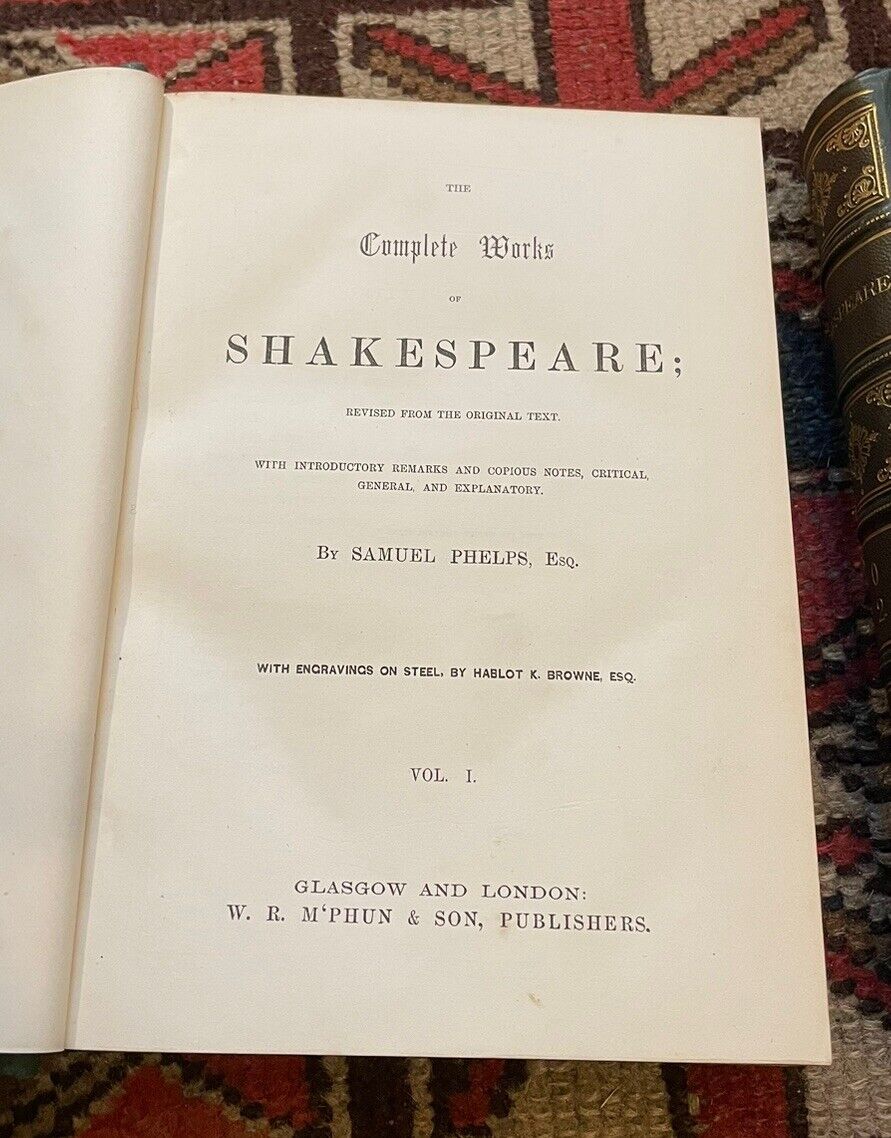 THE
Complete Works
OF
SHAKESPEARE;
REVISED FROM THE ORIGINAL TEXT.
WITH INTRODUCTORY REMARKS AND COPIOUS NOTES, CRITICAL,
GENERAL, AND EXPLANATORY.
BY SAMUEL PHELPS, ESQ.
WITH ENGRAVINGS ON STEEL, BY HABLOT K. BROWNE, ESQ.
VOL. I.
GLASGOW AND LONDON:
W. R. M‘PHUN & SON, PUBLISHERS.
SPEARE
2